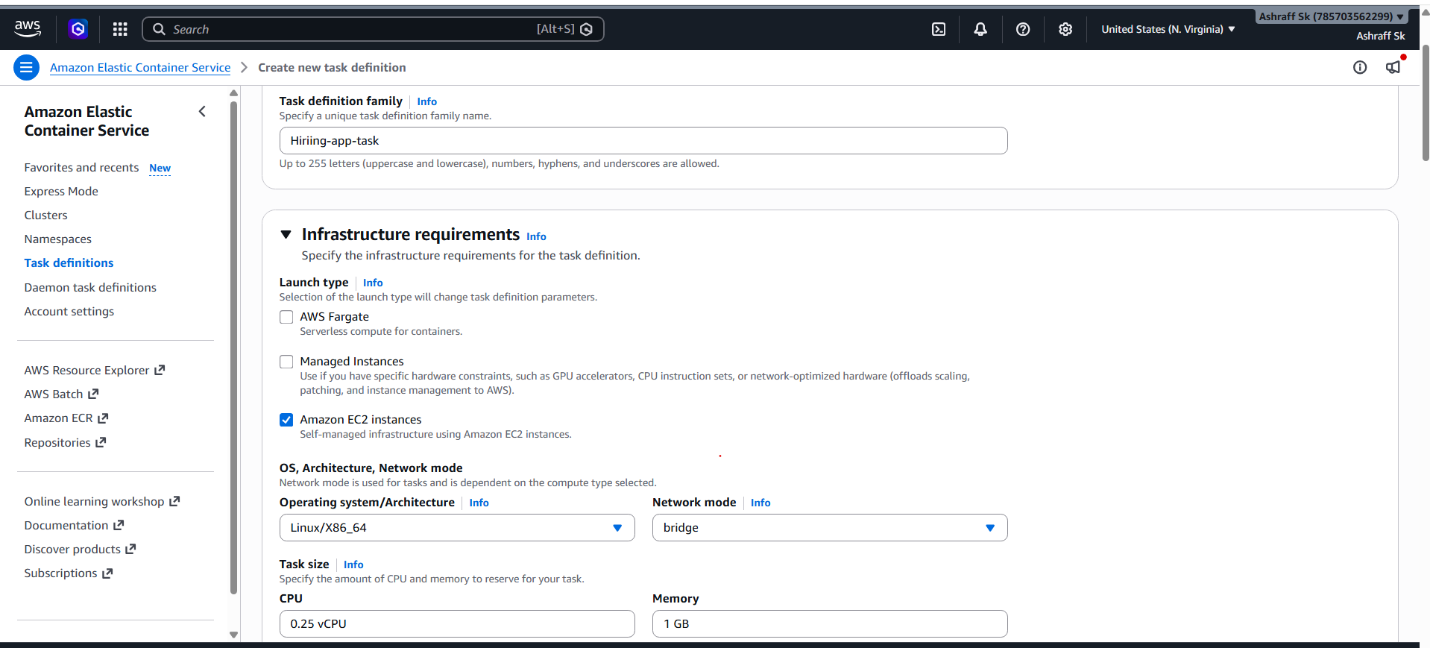 aws
Search
[Alt+S]
United States (N. Virginia)
Ashraff Sk (785703562299)
Ashraff Sk
Amazon Elastic Container Service
Create new task definition
Amazon Elastic
Container Service
Favorites and recents New
Express Mode
Clusters
Namespaces
Task definitions
Daemon task definitions
Account settings
AWS Resource Explorer
AWS Batch
Amazon ECR
Repositories
Online learning workshop
Documentation
Discover products
Subscriptions
Task definition family Info
Specify a unique task definition family name.
Hiriing-app-task
Up to 255 letters (uppercase and lowercase), numbers, hyphens, and underscores are allowed.
Infrastructure requirements Info
Specify the infrastructure requirements for the task definition.
Launch type Info
Selection of the launch type will change task definition parameters.
AWS Fargate
Serverless compute for containers.
Managed Instances
Use if you have specific hardware constraints, such as GPU accelerators, CPU instruction sets, or network-optimized hardware (offloads scaling,
patching, and instance management to AWS).
Amazon EC2 instances
Self-managed infrastructure using Amazon EC2 instances.
OS, Architecture, Network mode
Network mode is used for tasks and is dependent on the compute type selected.
Operating system/Architecture Info
Linux/X86_64
Network mode Info
bridge
Task size Info
Specify the amount of CPU and memory to reserve for your task.
CPU
0.25 vCPU
Memory
1 GB